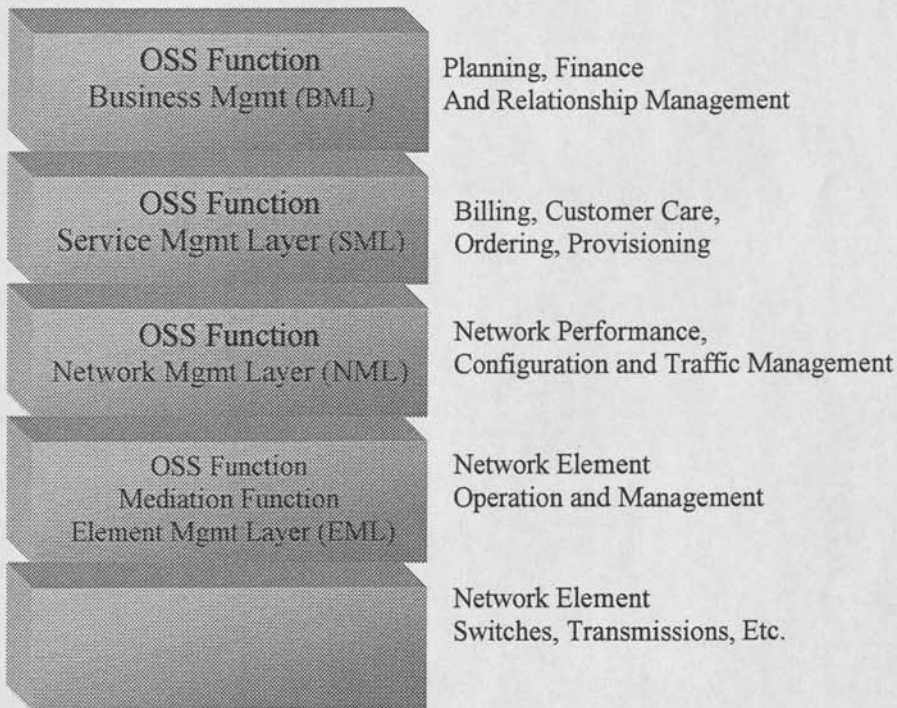 OSS Function
Business Mgmt (BML)
Planning, Finance
And Relationship Management
OSS Function
Service Mgmt Layer (SML)
Billing, Customer Care,
Ordering, Provisioning
OSS Function
Network Mgmt Layer (NML)
Network Performance,
Configuration and Traffic Management
OSS Function
Mediation Function
Element Mgmt Layer (EML)
Network Element
Operation and Management
Network Element
Switches, Transmissions, Etc.